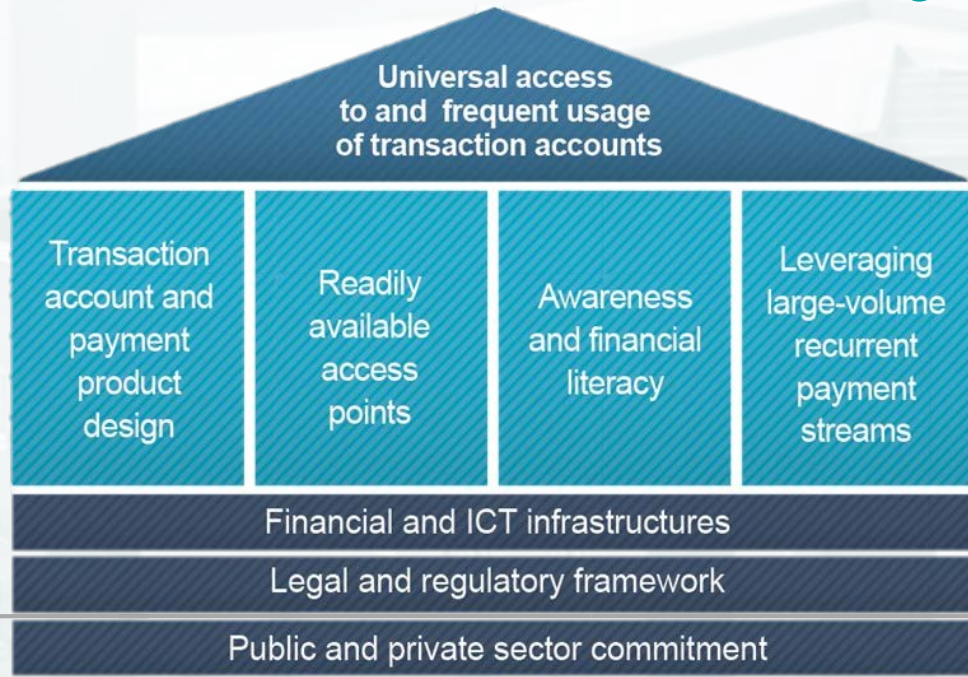 Universal access
to and frequent usage
of transaction accounts
Transaction
account and
payment
product
design
Readily
available
access
points
Awareness
and financial
literacy
Leveraging
large-volume
recurrent
payment
streams
Financial and ICT infrastructures
Legal and regulatory framework
Public and private sector commitment